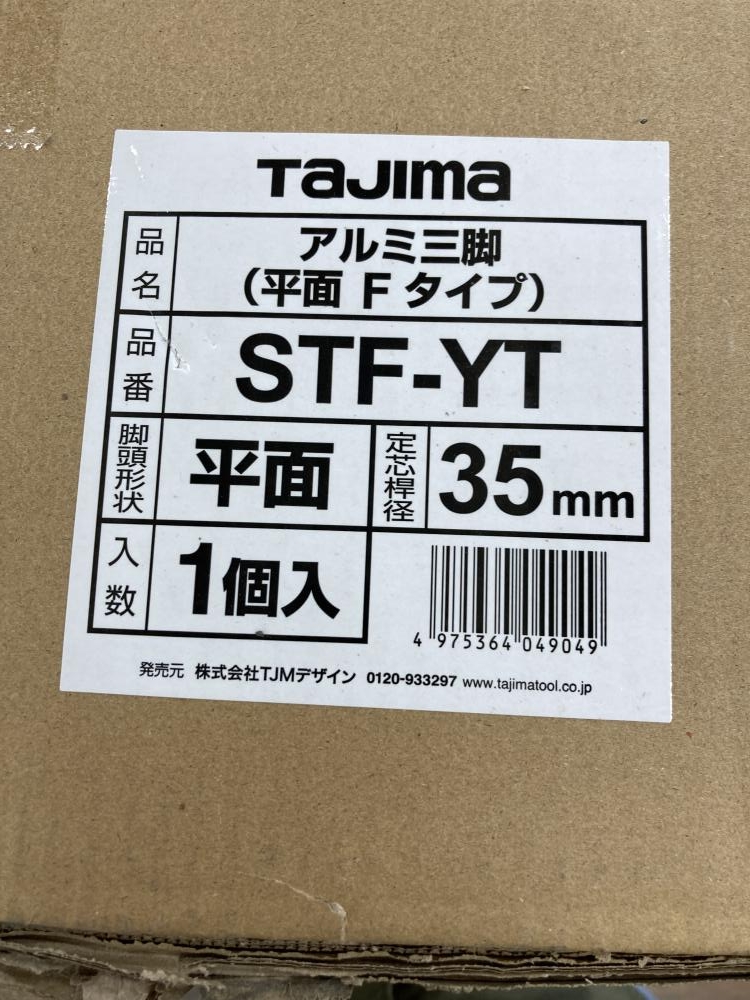 TaJIma
品名
アルミ三脚
(平面 F タイプ)
品番
STF-YT
脚頭形状
平面
定芯桿径
35mm
入数
1個入
4 975364 049049
発売元 株式会社TJMデザイン 0120-933297 www.tajimatool.co.jp